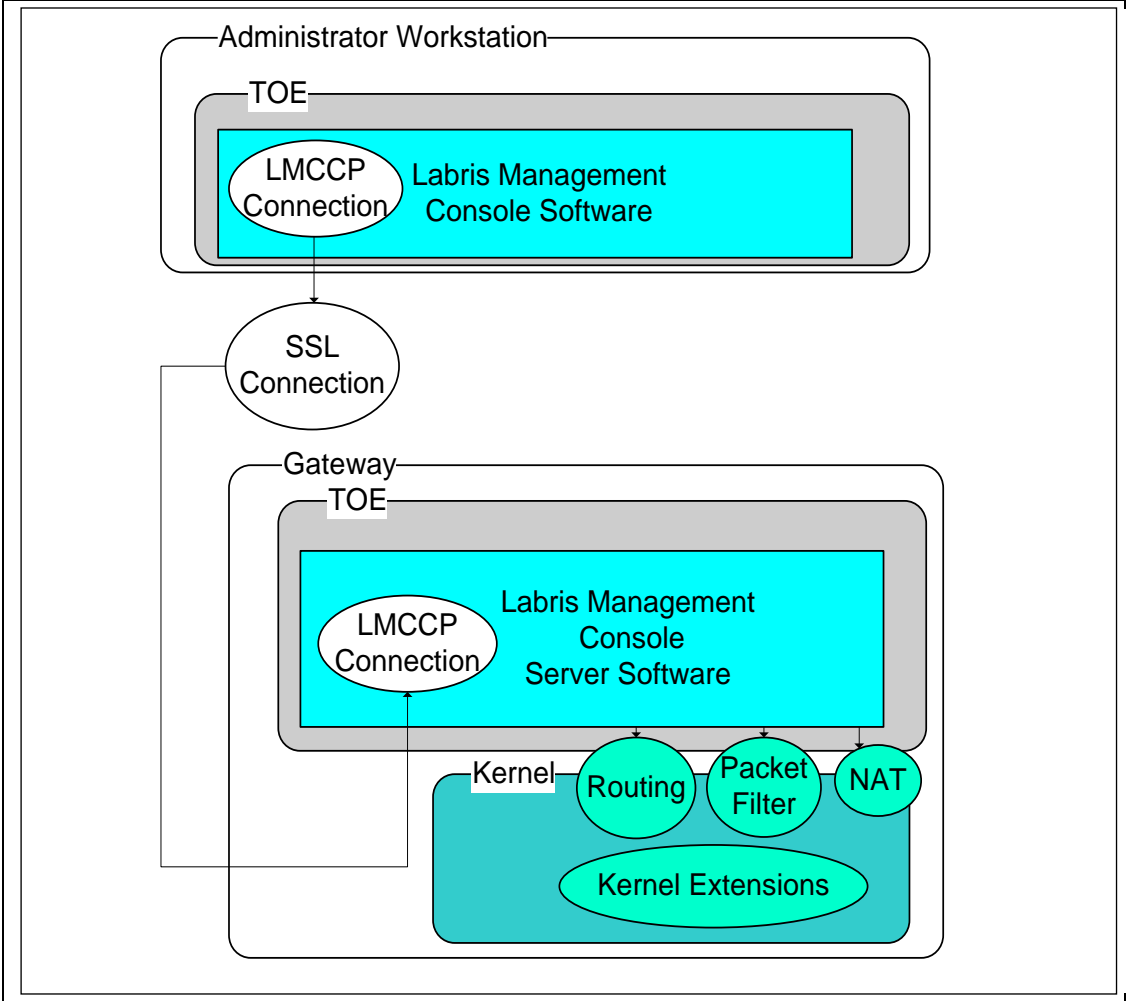 Administrator Workstation
TOE
LMCCP
Connection
Labris Management
Console Software
SSL
Connection
Gateway
TOE
LMCCP
Connection
Labris Management
Console
Server Software
Kernel
Routing
Packet
Filter
NAT
Kernel Extensions